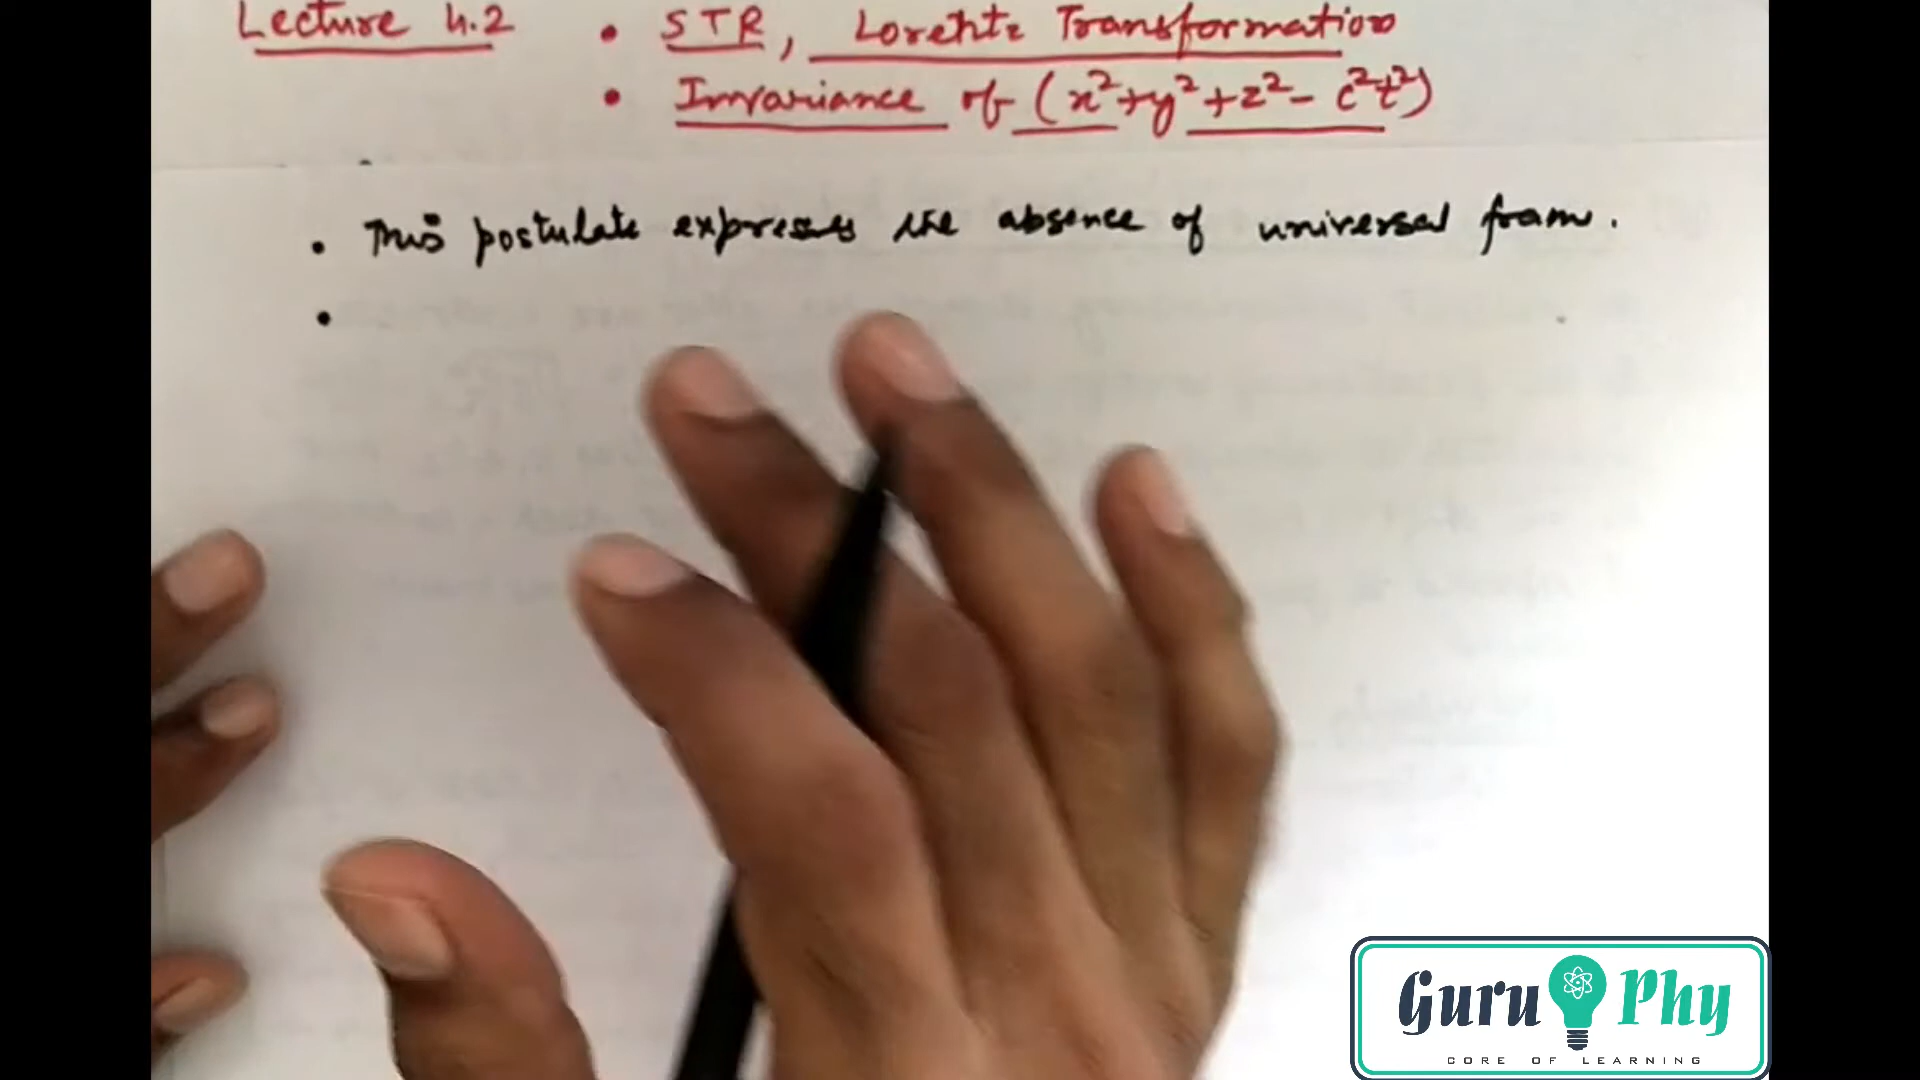 Lecture 4.2 • STR, Lorentz Transformation
• Invariance of (x²+y²+z²- c²t²)
• This postulate expresses the absence of universal frame.
•
Guru Phy
CORE OF LEARNING